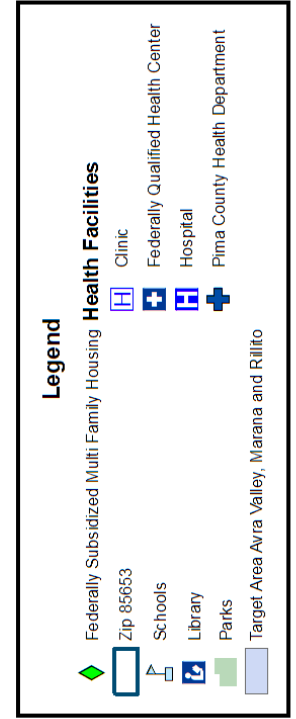 Legend
Federally Subsidized Multi Family Housing
Zip 85653
Schools
Library
Parks
Target Area Avra Valley, Marana and Rillito
Health Facilities
H Clinic
Federally Qualified Health Center
H Hospital
Pima County Health Department